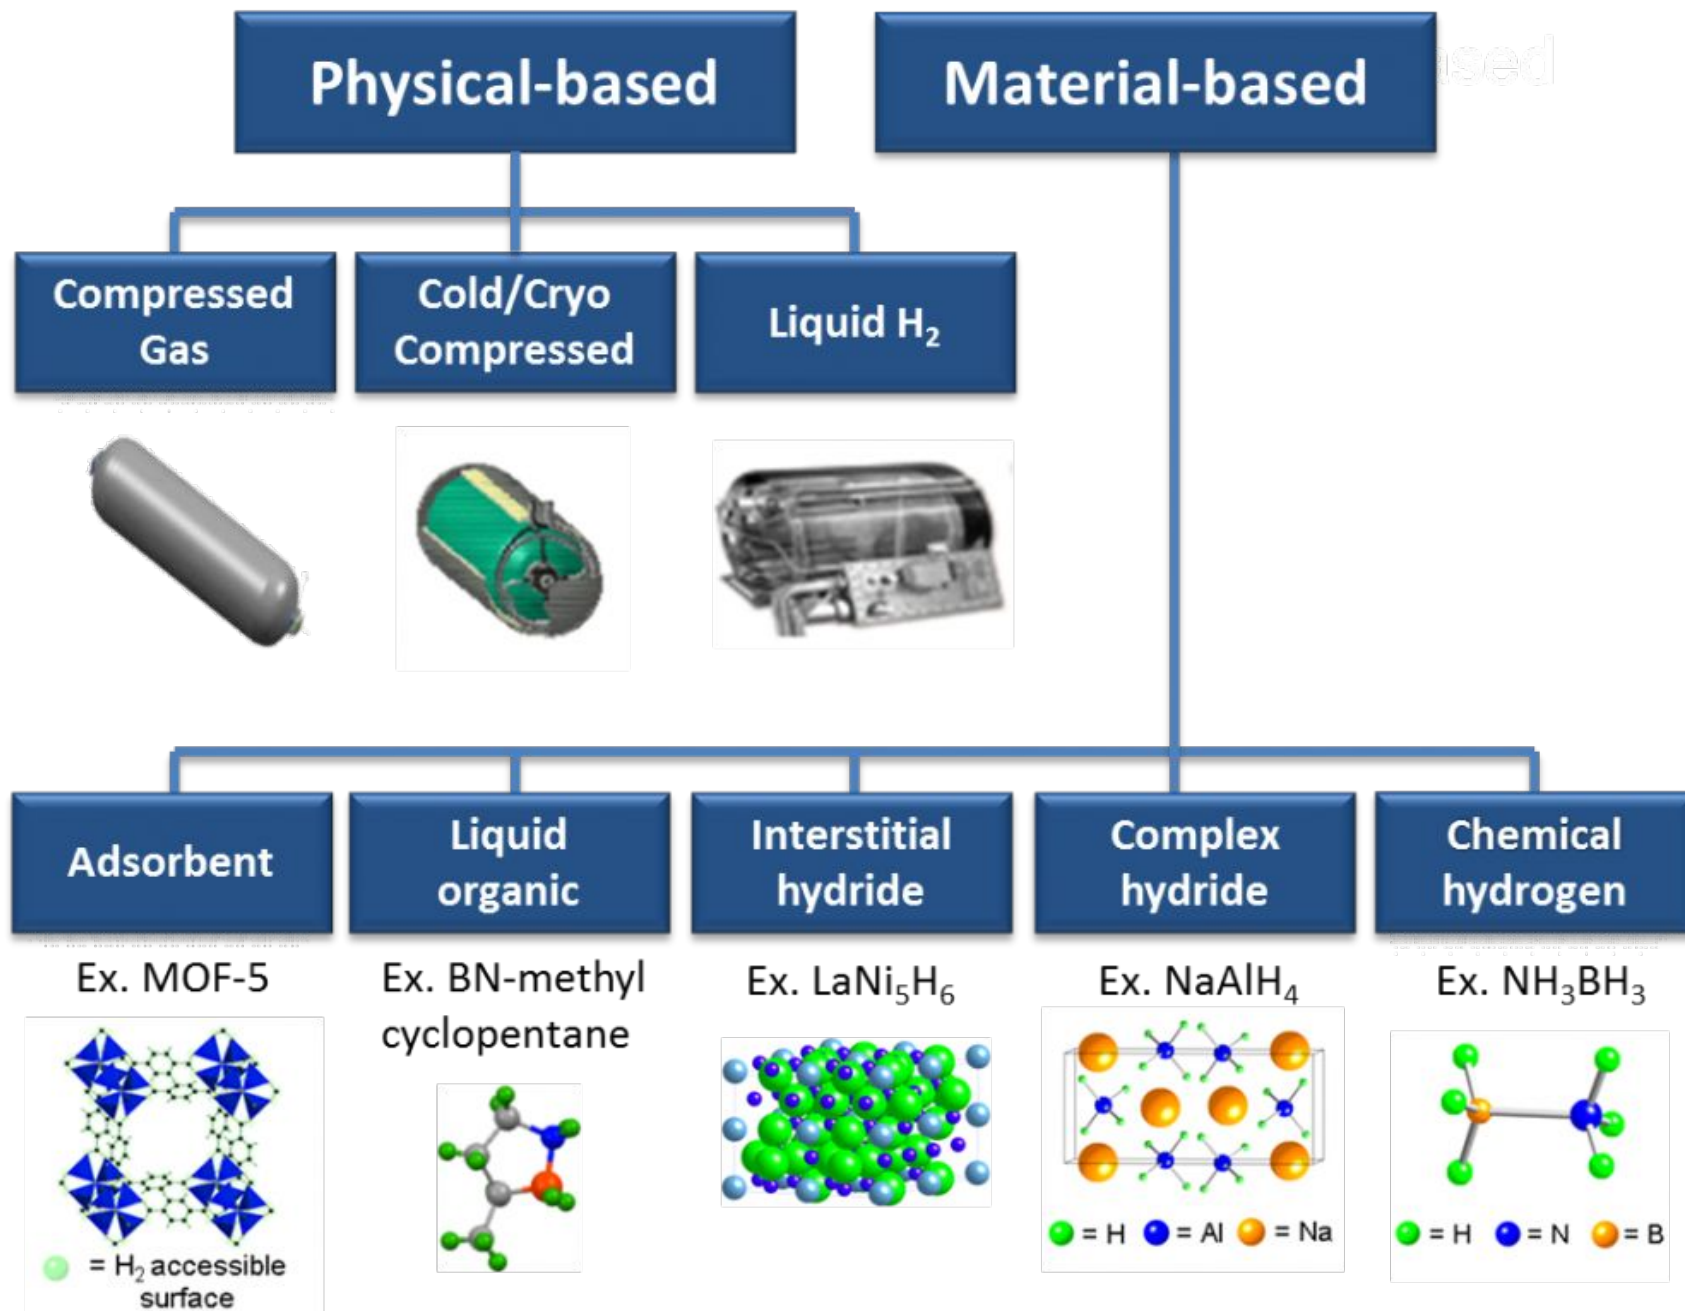 Physical-based
Material-based
ased
Compressed
Gas
Cold/Cryo
Compressed
Liquid H₂
Adsorbent
Liquid
organic
Interstitial
hydride
Complex
hydride
Chemical
hydrogen
Ex. MOF-5
Ex. BN-methyl
cyclopentane
Ex. LaNi₅H₆
Ex. NaAlH₄
Ex. NH₃BH₃
= H₂ accessible
surface
= H = Al = Na
= H = N = B